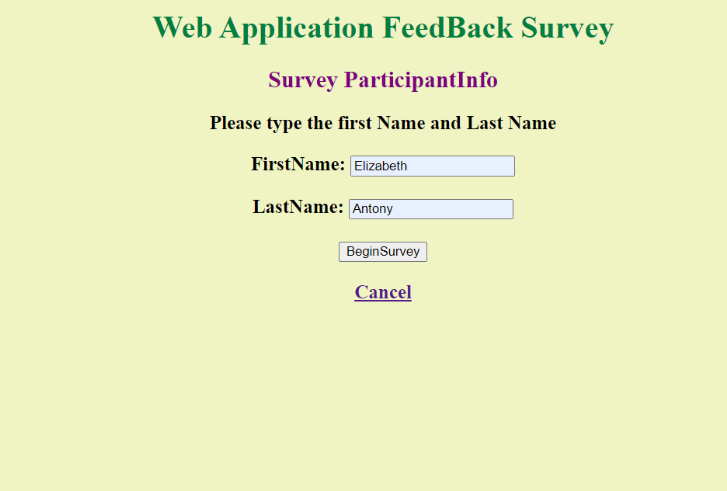 Web Application FeedBack Survey
Survey ParticipantInfo
Please type the first Name and Last Name
FirstName: Elizabeth
LastName: Antony
BeginSurvey
Cancel